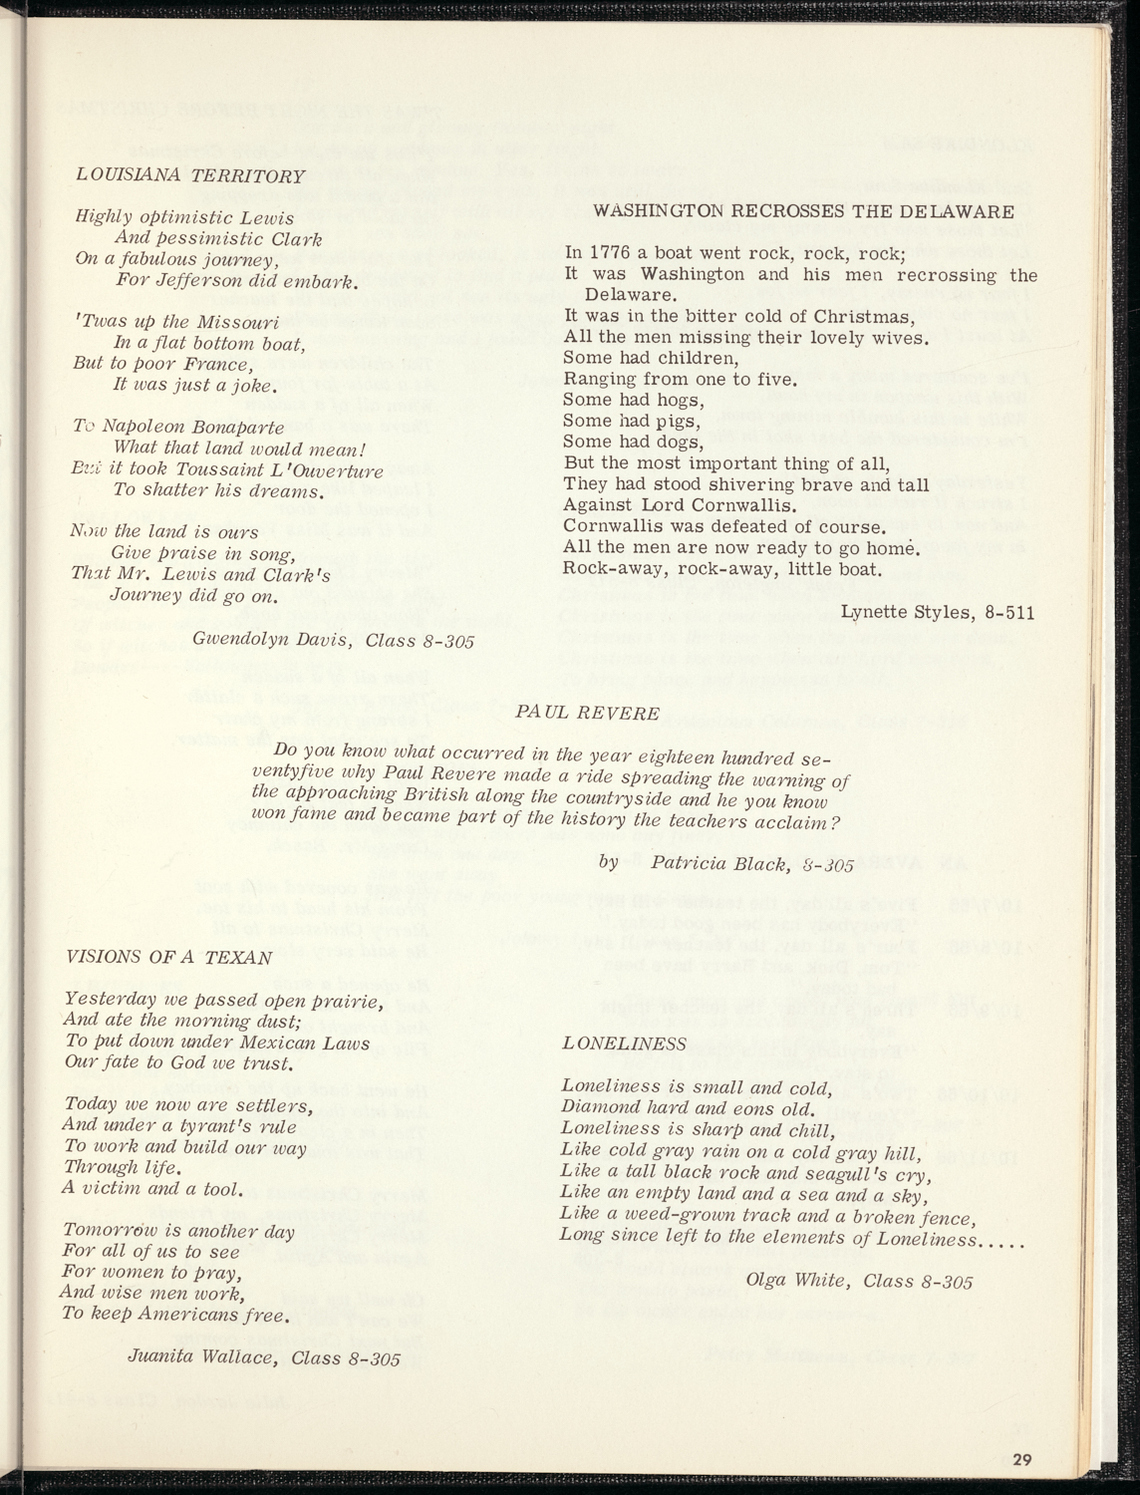 LOUISIANA TERRITORY
Highly optimistic Lewis
And pessimistic Clark
On a fabulous journey,
For Jefferson did embark.
'Twas up the Missouri
In a flat bottom boat,
But to poor France,
It was just a joke.
To Napoleon Bonaparte
What that land would mean!
But it took Toussaint L'Ouverture
To shatter his dreams.
Now the land is ours
Give praise in song,
That Mr. Lewis and Clark's
Journey did go on.
Gwendolyn Davis, Class 8-305
WASHINGTON RECROSSES THE DELAWARE
In 1776 a boat went rock, rock, rock;
It was Washington and his men recrossing the
Delaware.
It was in the bitter cold of Christmas,
All the men missing their lovely wives.
Some had children,
Ranging from one to five.
Some had hogs,
Some had pigs,
Some had dogs,
But the most important thing of all,
They had stood shivering brave and tall
Against Lord Cornwallis.
Cornwallis was defeated of course.
All the men are now ready to go home.
Rock-away, rock-away, little boat.
Lynette Styles, 8-511
PAUL REVERE
Do you know what occurred in the year eighteen hundred se-
ventyfive why Paul Revere made a ride spreading the warning of
the approaching British along the countryside and he you know
won fame and became part of the history the teachers acclaim?
by Patricia Black, 8-305
VISIONS OF A TEXAN
Yesterday we passed open prairie,
And ate the morning dust;
To put down under Mexican Laws
Our fate to God we trust.
Today we now are settlers,
And under a tyrant's rule
To work and build our way
Through life.
A victim and a tool.
Tomorrow is another day
For all of us to see
For women to pray,
And wise men work,
To keep Americans free.
Juanita Wallace, Class 8-305
LONELINESS
Loneliness is small and cold,
Diamond hard and eons old.
Loneliness is sharp and chill,
Like cold gray rain on a cold gray hill,
Like a tall black rock and seagull's cry,
Like an empty land and a sea and a sky,
Like a weed-grown track and a broken fence,
Long since left to the elements of Loneliness.....
Olga White, Class 8-305
29